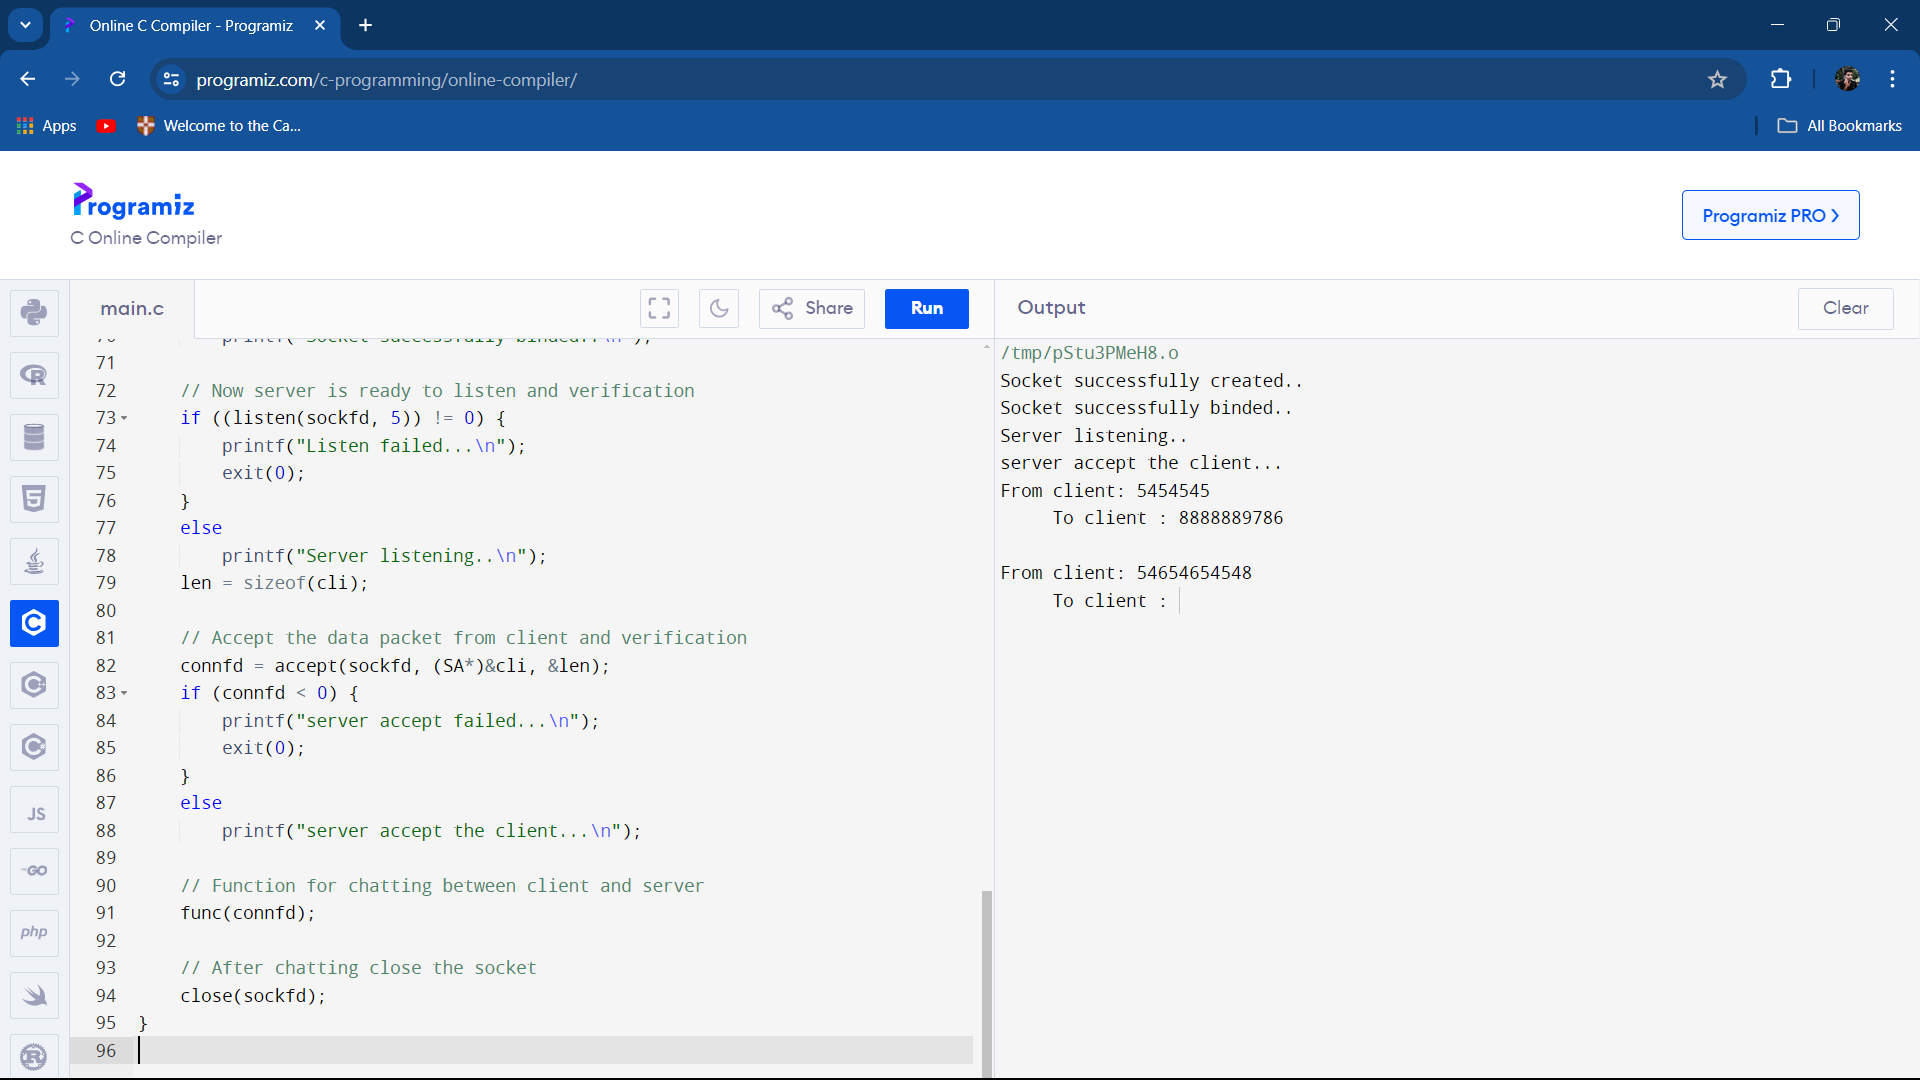 Online C Compiler - Programiz
programiz.com/c-programming/online-compiler/
Apps
Welcome to the Ca...
All Bookmarks
Programiz
C Online Compiler
Programiz PRO ❯
main.c
Share
Run
Output
Clear
70         printf("Socket successfully binded..\n");
71
72     // Now server is ready to listen and verification
73     if ((listen(sockfd, 5)) != 0) {
74         printf("Listen failed...\n");
75         exit(0);
76     }
77     else
78         printf("Server listening..\n");
79     len = sizeof(cli);
80
81     // Accept the data packet from client and verification
82     connfd = accept(sockfd, (SA*)&cli, &len);
83     if (connfd < 0) {
84         printf("server accept failed...\n");
85         exit(0);
86     }
87     else
88         printf("server accept the client...\n");
89
90     // Function for chatting between client and server
91     func(connfd);
92
93     // After chatting close the socket
94     close(sockfd);
95 }
96
/tmp/pStu3PMeH8.o
Socket successfully created..
Socket successfully binded..
Server listening..
server accept the client...
From client: 5454545
     To client : 8888889786
From client: 54654654548
     To client :
R
5
C
C
C
JS
GO
php
R